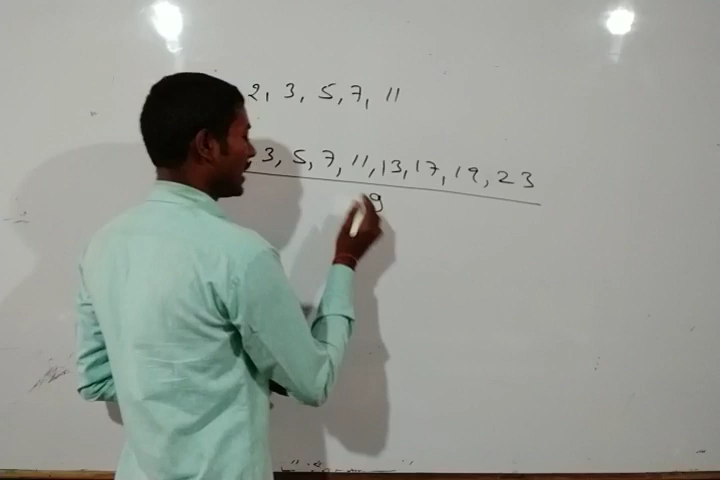 2, 3, 5, 7, 11
, 3, 5, 7, 11, 13, 17, 19, 23
9